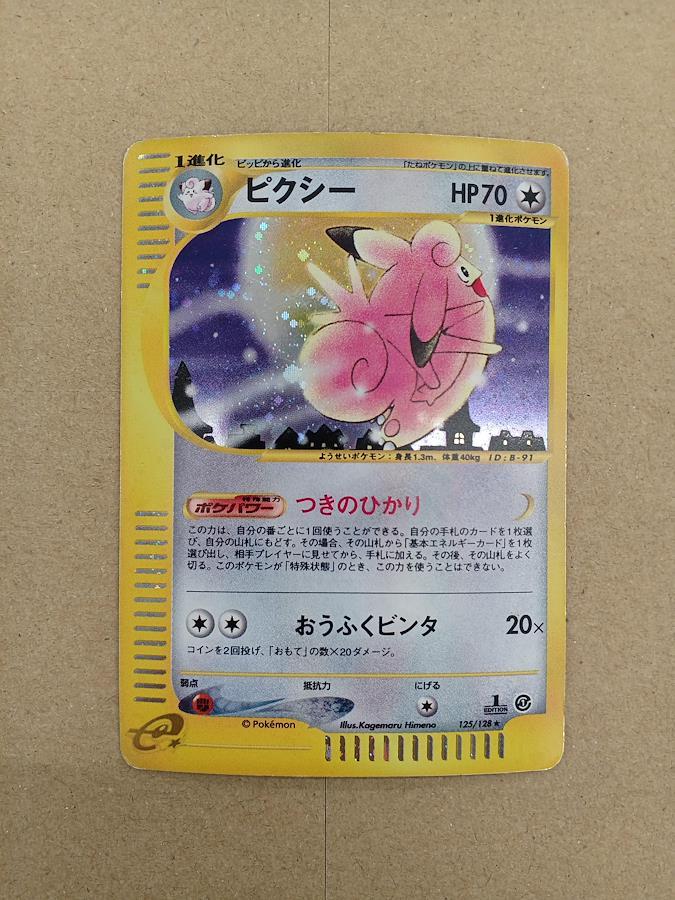 1進化 ピッピから進化 「たねポケモン」の上に重ねて進化させます。
ピクシー HP70
1進化ポケモン
ようせいポケモン：身長1.3m、体重40kg ID:B-91
特殊能力
ポケパワー つきのひかり
この力は、自分の番ごとに1回使うことができる。自分の手札のカードを1枚選
び、自分の山札にもどす。その場合、その山札から「基本エネルギーカード」を1枚
選び出し、相手プレイヤーに見せてから、手札に加える。その後、その山札をよく
切る。このポケモンが「特殊状態」のとき、この力を使うことはできない。
おうふくビンタ 20×
コインを2回投げ、「おもて」の数×20ダメージ。
弱点 抵抗力 にげる
1
EDITION
© Pokémon Illus.Kagemaru Himeno 125/128★
e